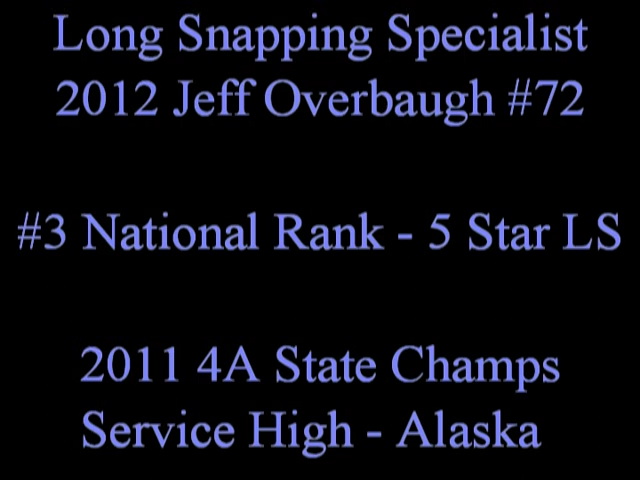 Long Snapping Specialist
2012 Jeff Overbaugh #72
#3 National Rank - 5 Star LS
2011 4A State Champs
Service High - Alaska